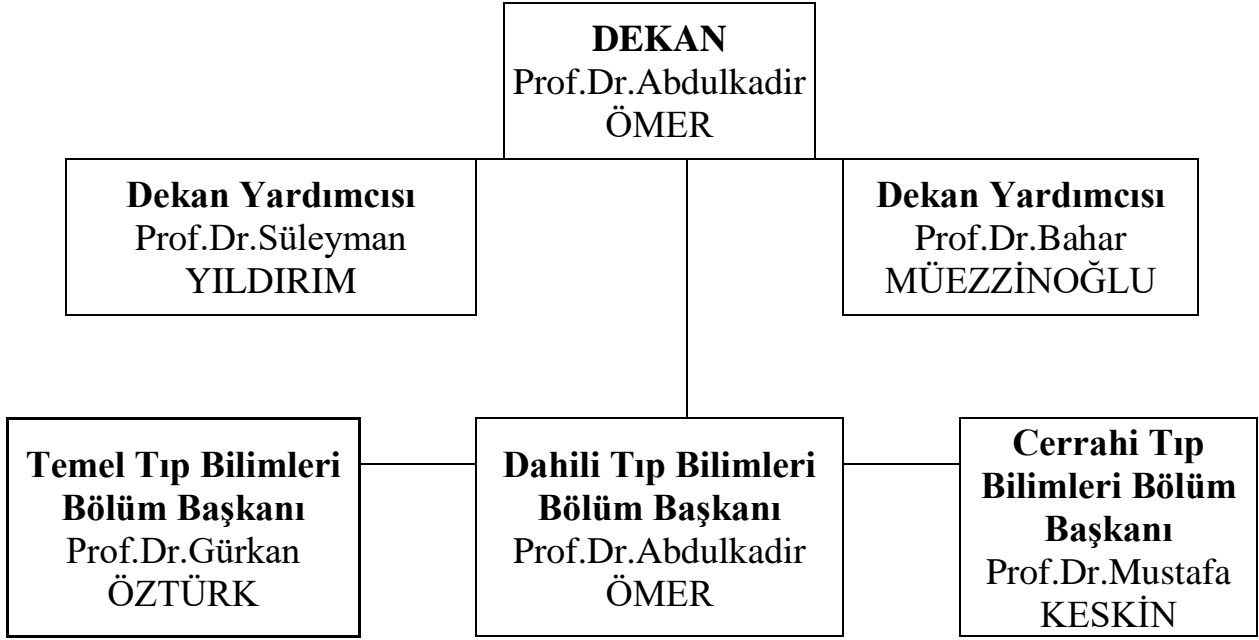 DEKAN
Prof.Dr.Abdulkadir
ÖMER
Dekan Yardımcısı
Prof.Dr.Süleyman
YILDIRIM
Dekan Yardımcısı
Prof.Dr.Bahar
MÜEZZİNOĞLU
Temel Tıp Bilimleri
Bölüm Başkanı
Prof.Dr.Gürkan
ÖZTÜRK
Dahili Tıp Bilimleri
Bölüm Başkanı
Prof.Dr.Abdulkadir
ÖMER
Cerrahi Tıp
Bilimleri Bölüm
Başkanı
Prof.Dr.Mustafa
KESKİN